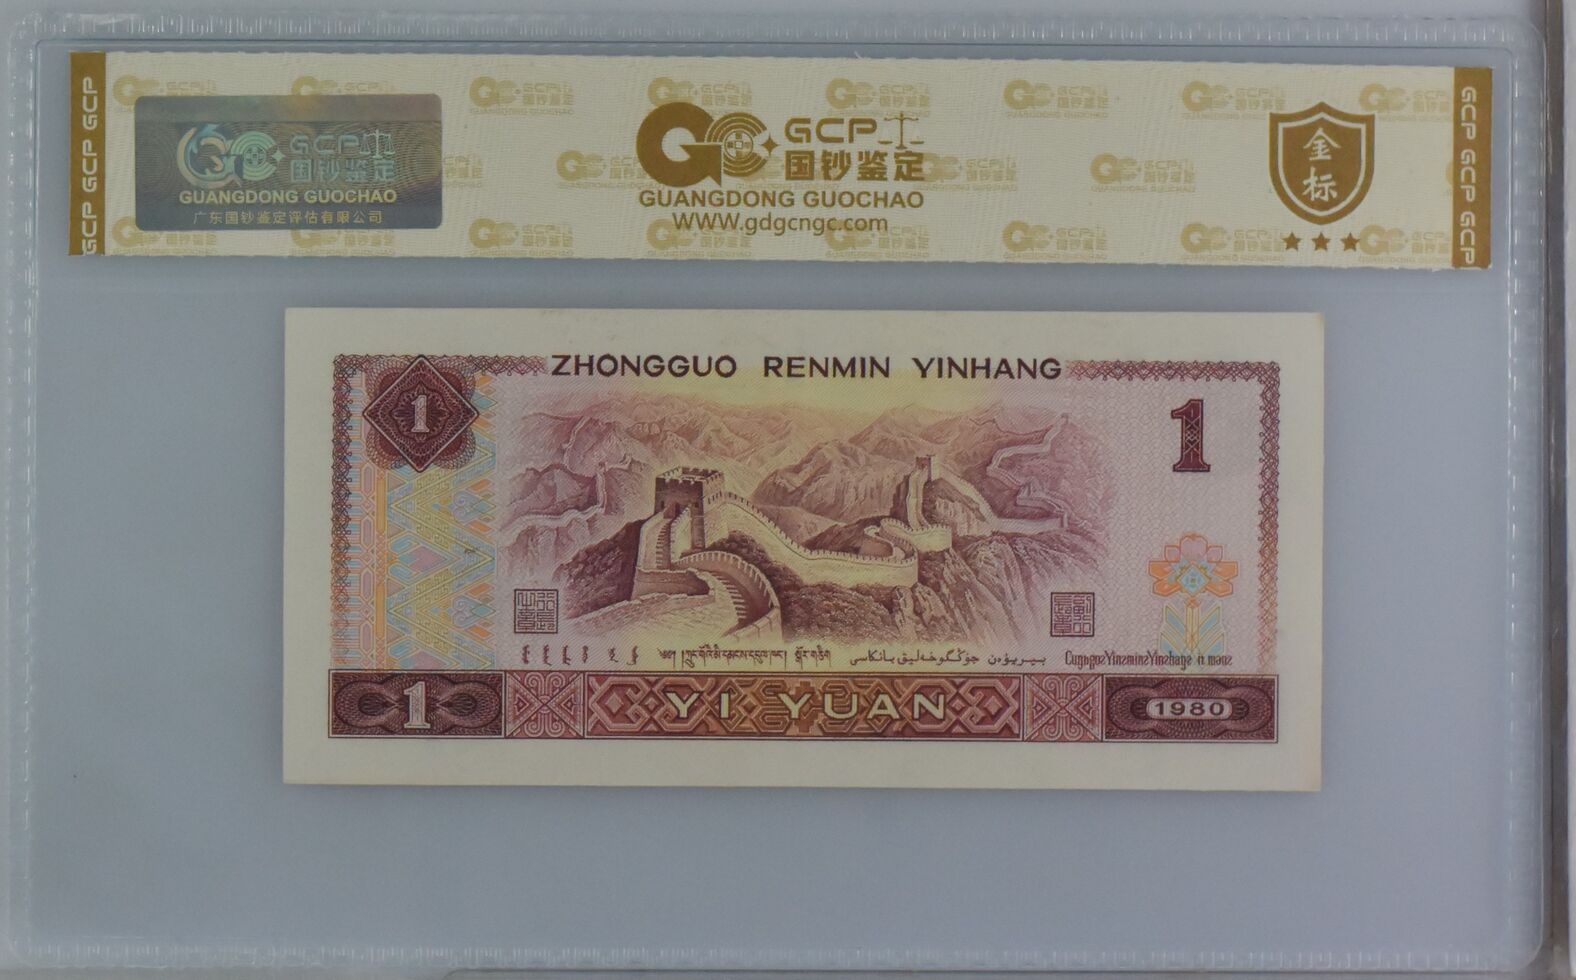 GCP GCP GCP
GCP
国钞鉴定
GUANGDONG GUOCHAO
广东国钞鉴定评估有限公司
GCP
国钞鉴定
GUANGDONG GUOCHAO
WWW.gdgcngc.com
金标
GCP GCP GCP
ZHONGGUO RENMIN YINHANG
1
1
1
YI YUAN
1980